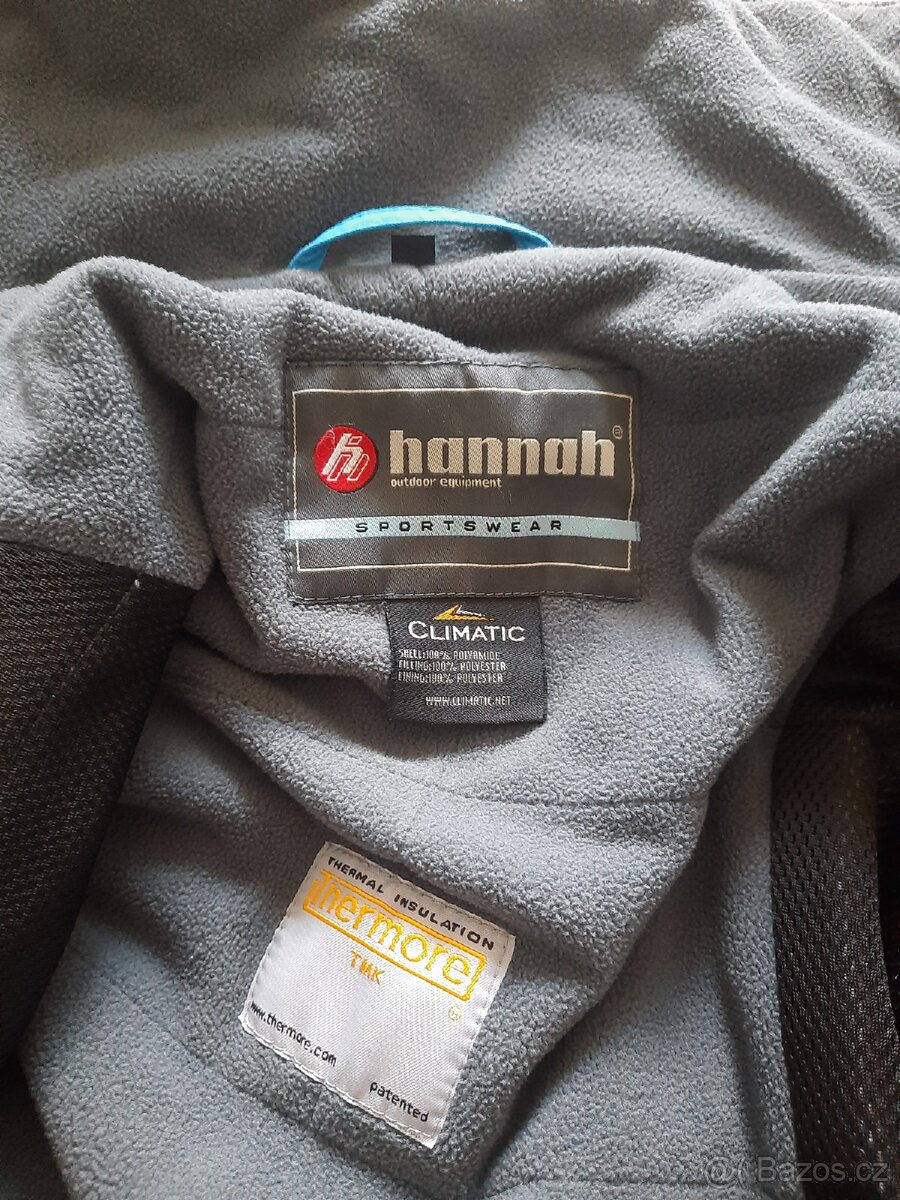 hannah®
outdoor equipment
SPORTSWEAR
CLIMATIC
SHELL:100% POLYAMIDE
FILLING:100% POLYESTER
LINING:100% POLYESTER
WWW.CLIMATIC.NET
THERMAL INSULATION
Thermore
TMK
®
www.thermore.com
patented
Bazos.cz